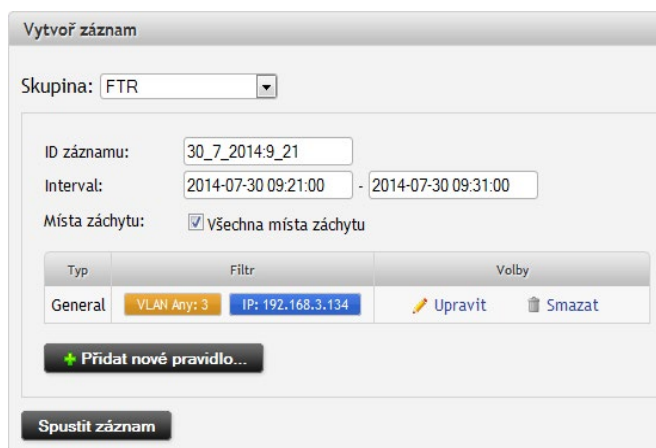 Vytvoř záznam
Skupina: FTR
ID záznamu: 30_7_2014:9_21
Interval: 2014-07-30 09:21:00 - 2014-07-30 09:31:00
Místa záchytu: Všechna místa záchytu
Typ Filtr Volby
General VLAN Any: 3 IP: 192.168.3.134 Upravit Smazat
Přidat nové pravidlo...
Spustit záznam